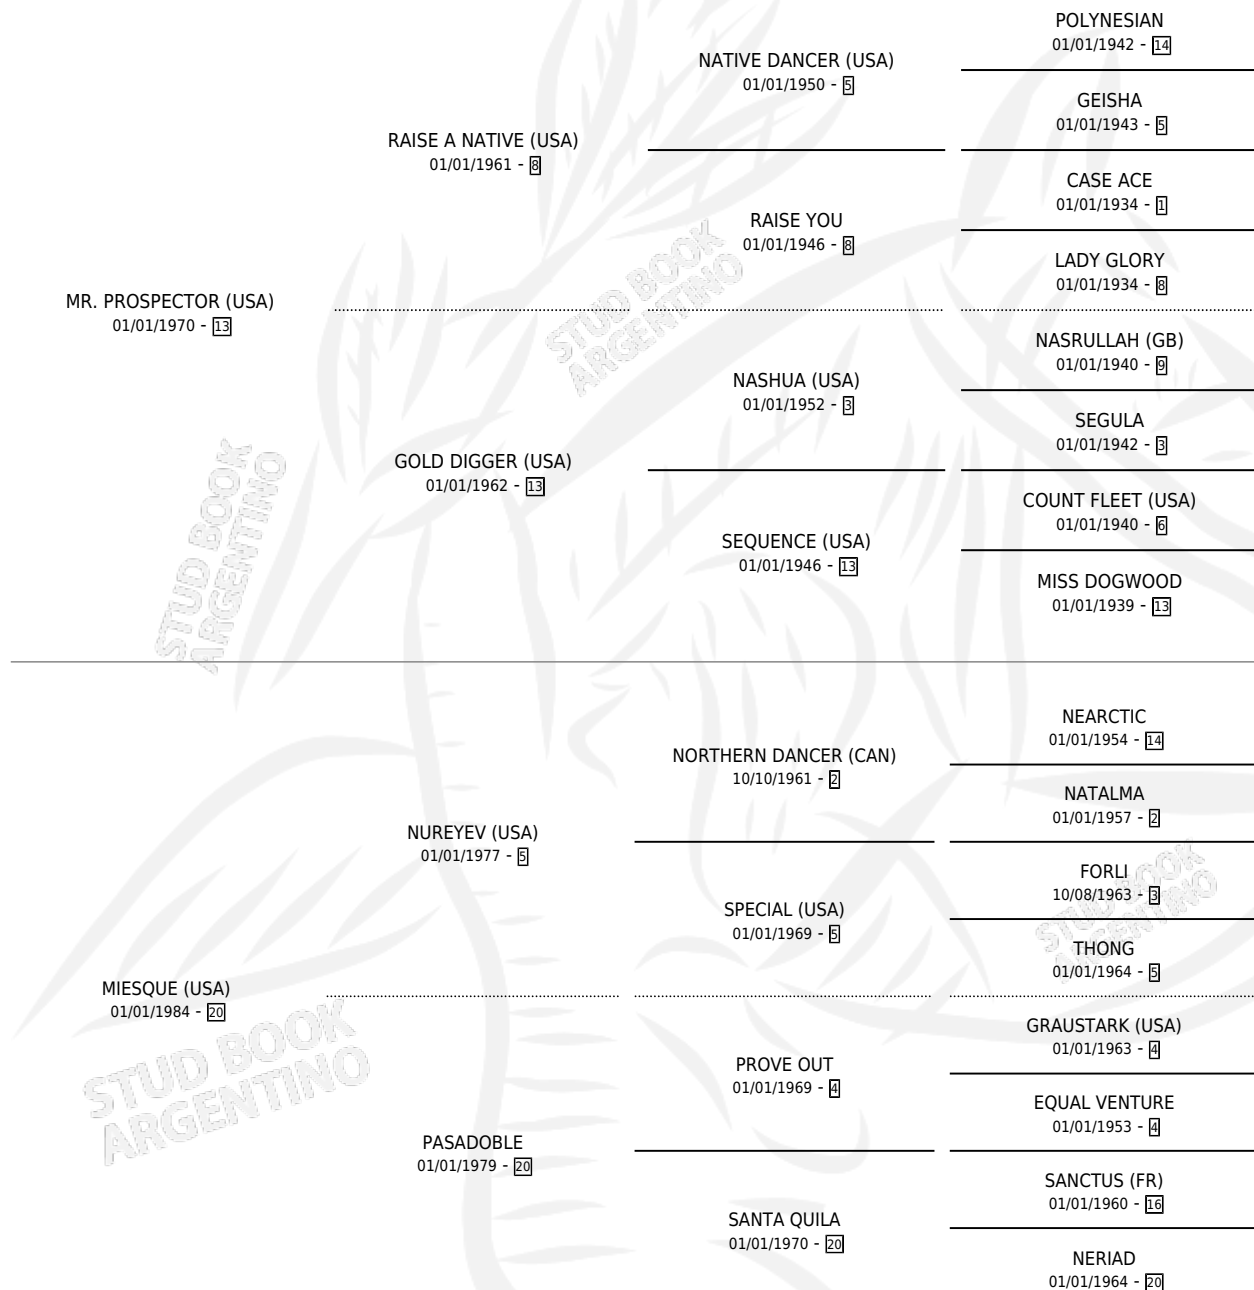 POLYNESIAN
01/01/1942 - 14
NATIVE DANCER (USA)
01/01/1950 - 5
GEISHA
01/01/1943 - 5
RAISE A NATIVE (USA)
01/01/1961 - 8
CASE ACE
01/01/1934 - 1
RAISE YOU
01/01/1946 - 8
LADY GLORY
01/01/1934 - 8
MR. PROSPECTOR (USA)
01/01/1970 - 13
STUD BOOK
ARGENTINO
NASRULLAH (GB)
01/01/1940 - 9
NASHUA (USA)
01/01/1952 - 3
SEGULA
01/01/1942 - 3
GOLD DIGGER (USA)
01/01/1962 - 13
COUNT FLEET (USA)
01/01/1940 - 6
SEQUENCE (USA)
01/01/1946 - 13
MISS DOGWOOD
01/01/1939 - 13
STUD BOOK
ARGENTINO
NEARCTIC
01/01/1954 - 14
NORTHERN DANCER (CAN)
10/10/1961 - 2
NATALMA
01/01/1957 - 2
NUREYEV (USA)
01/01/1977 - 5
FORLI
10/08/1963 - 3
SPECIAL (USA)
01/01/1969 - 5
THONG
01/01/1964 - 5
STUD BOOK
ARGENTINO
MIESQUE (USA)
01/01/1984 - 20
GRAUSTARK (USA)
01/01/1963 - 4
PROVE OUT
01/01/1969 - 4
EQUAL VENTURE
01/01/1953 - 4
STUD BOOK
ARGENTINO
PASADOBLE
01/01/1979 - 20
SANCTUS (FR)
01/01/1960 - 16
SANTA QUILA
01/01/1970 - 20
NERIAD
01/01/1964 - 20